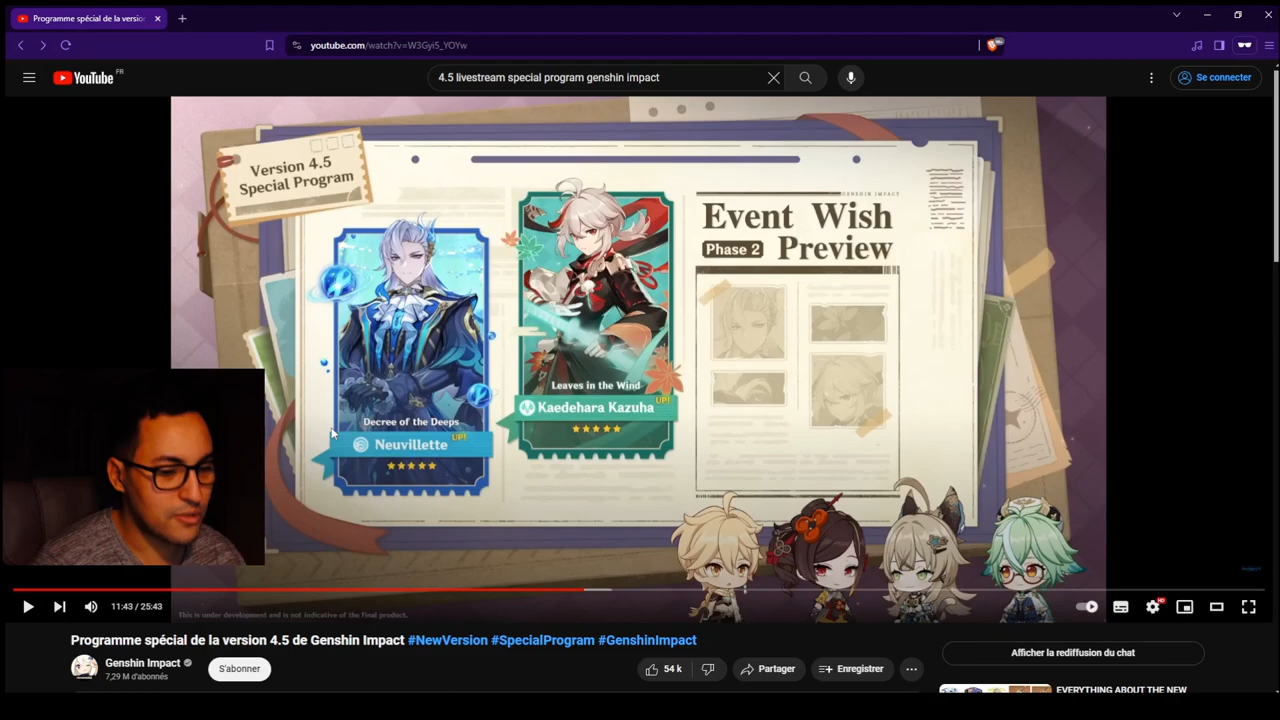 Programme spécial de la version
youtube.com/watch?v=W3Gyi5_YOYw
YouTube FR
4.5 livestream special program genshin impact
Se connecter
Version 4.5
Special Program
GENSHIN IMPACT
Event Wish
Phase 2 Preview
Decree of the Deeps
Neuvillette UP!
Leaves in the Wind
Kaedehara Kazuha UP!
11:43 / 25:43
HD
This is under development and is not indicative of the final product.
Programme spécial de la version 4.5 de Genshin Impact #NewVersion #SpecialProgram #GenshinImpact
Genshin Impact
7,29 M d'abonnés
S'abonner
54 k
Partager
Enregistrer
Afficher la rediffusion du chat
EVERYTHING ABOUT THE NEW